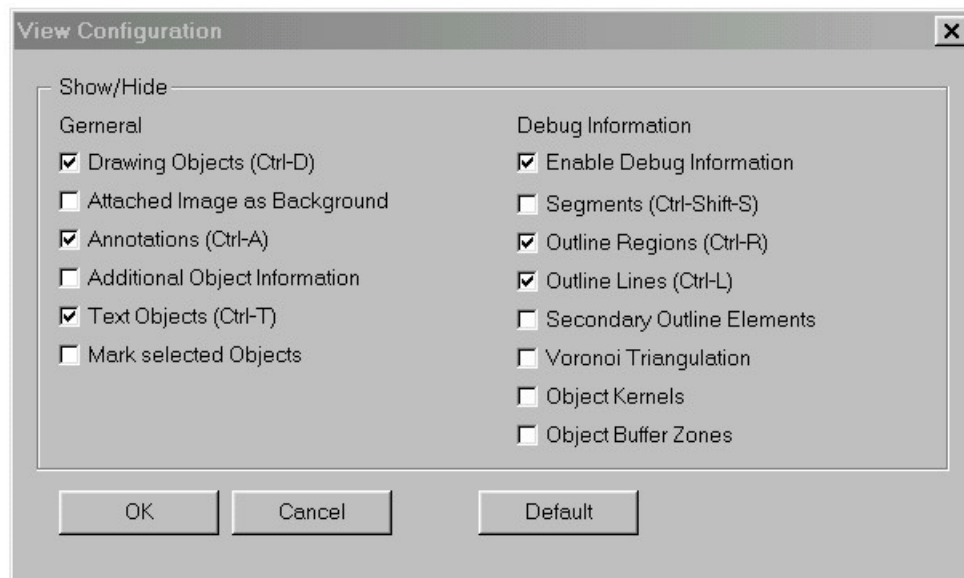 View Configuration
Show/Hide
Gerneral
Drawing Objects (Ctrl-D)
Attached Image as Background
Annotations (Ctrl-A)
Additional Object Information
Text Objects (Ctrl-T)
Mark selected Objects
Debug Information
Enable Debug Information
Segments (Ctrl-Shift-S)
Outline Regions (Ctrl-R)
Outline Lines (Ctrl-L)
Secondary Outline Elements
Voronoi Triangulation
Object Kernels
Object Buffer Zones
OK
Cancel
Default